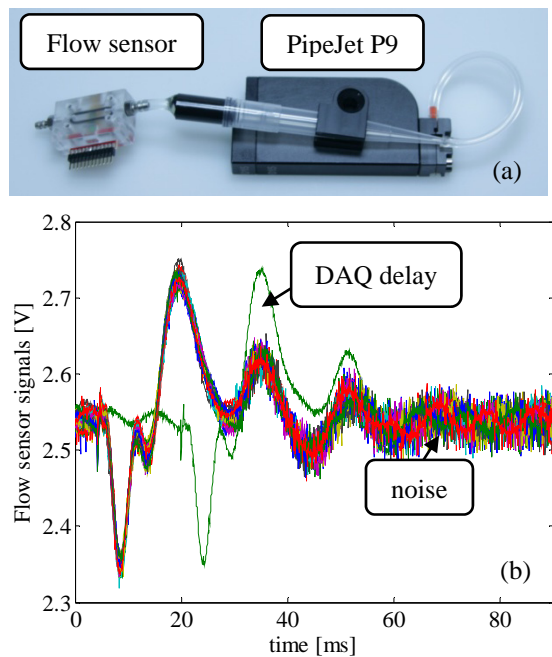 Flow sensor
PipeJet P9
(a)
2.8
2.7
2.6
2.5
2.4
2.3
Flow sensor signals [V]
DAQ delay
noise
(b)
0
20
40
60
80
time [ms]